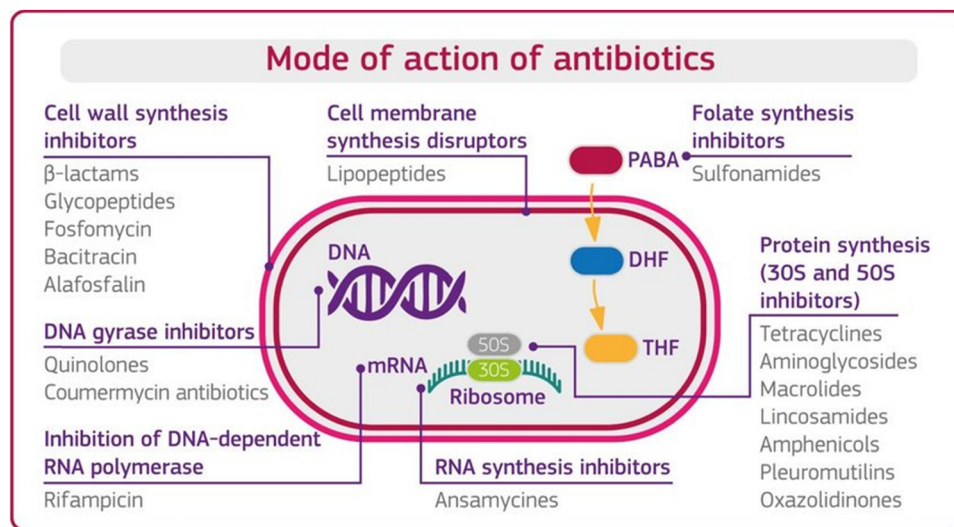 Mode of action of antibiotics
Cell wall synthesis
inhibitors
β-lactams
Glycopeptides
Fosfomycin
Bacitracin
Alafosfalin
Cell membrane
synthesis disruptors
Lipopeptides
Folate synthesis
inhibitors
Sulfonamides
PABA
DHF
THF
DNA
DNA gyrase inhibitors
Quinolones
Coumermycin antibiotics
mRNA
50S
30S
Ribosome
Protein synthesis
(30S and 50S
inhibitors)
Tetracyclines
Aminoglycosides
Macrolides
Lincosamides
Amphenicols
Pleuromutilins
Oxazolidinones
Inhibition of DNA-dependent
RNA polymerase
Rifampicin
RNA synthesis inhibitors
Ansamycines